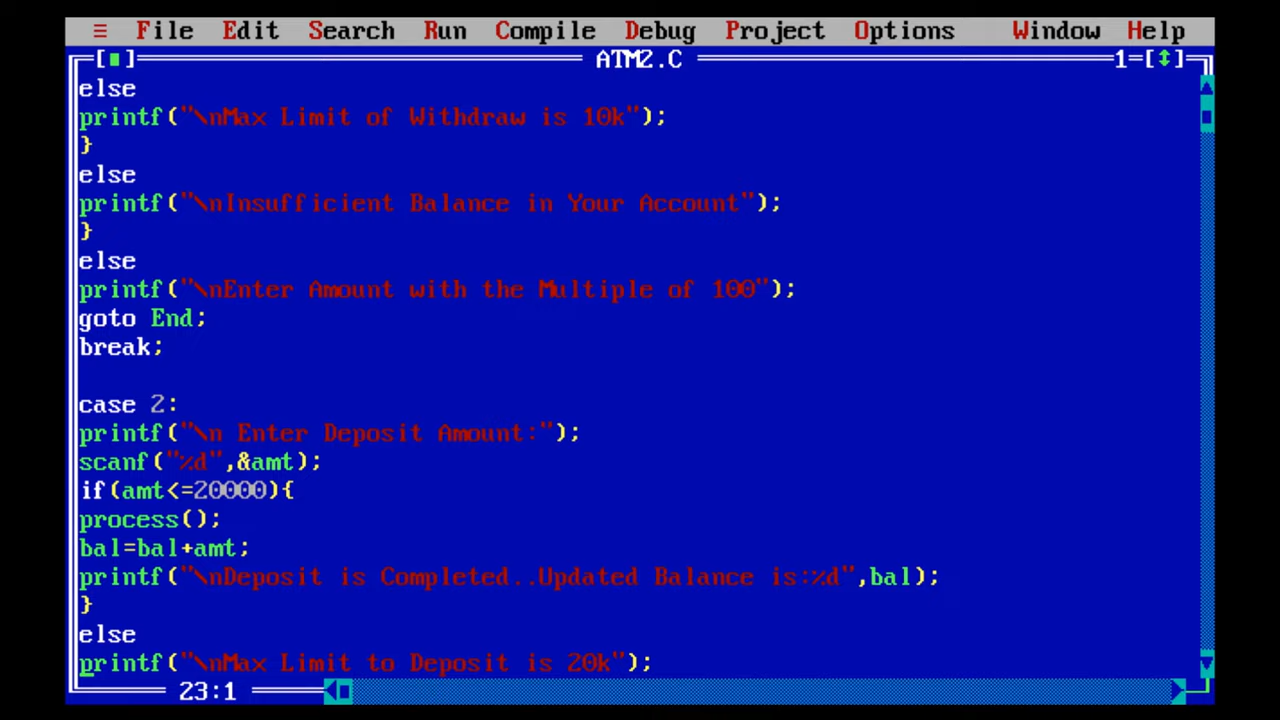 ≡ File Edit Search Run Compile Debug Project Options Window Help
[■] ATM2.C 1=[↕]
else
printf("\nMax Limit of Withdraw is 10k");
}
else
printf("\nInsufficient Balance in Your Account");
}
else
printf("\nEnter Amount with the Multiple of 100");
goto End;
break;
case 2:
printf("\n Enter Deposit Amount:");
scanf("%d",&amt);
if(amt<=20000){
process();
bal=bal+amt;
printf("\nDeposit is Completed..Updated Balance is:%d",bal);
}
else
printf("\nMax Limit to Deposit is 20k");
23:1